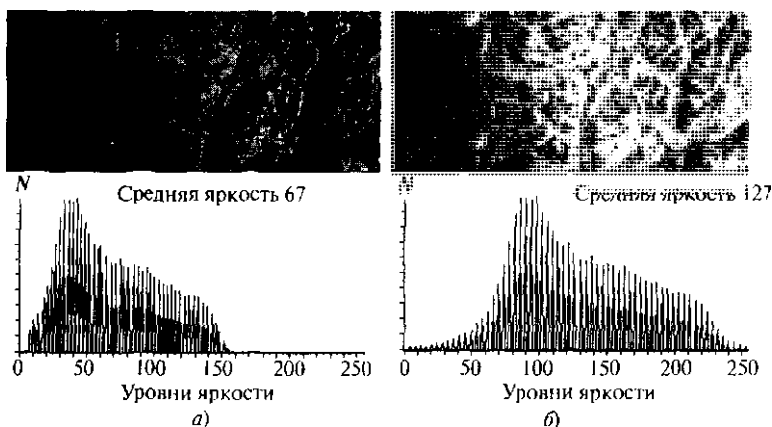 N
Средняя яркость 67
0 50 100 150 200 250
Уровни яркости
а)
N
Средняя яркость 127
0 50 100 150 200 250
Уровни яркости
б)